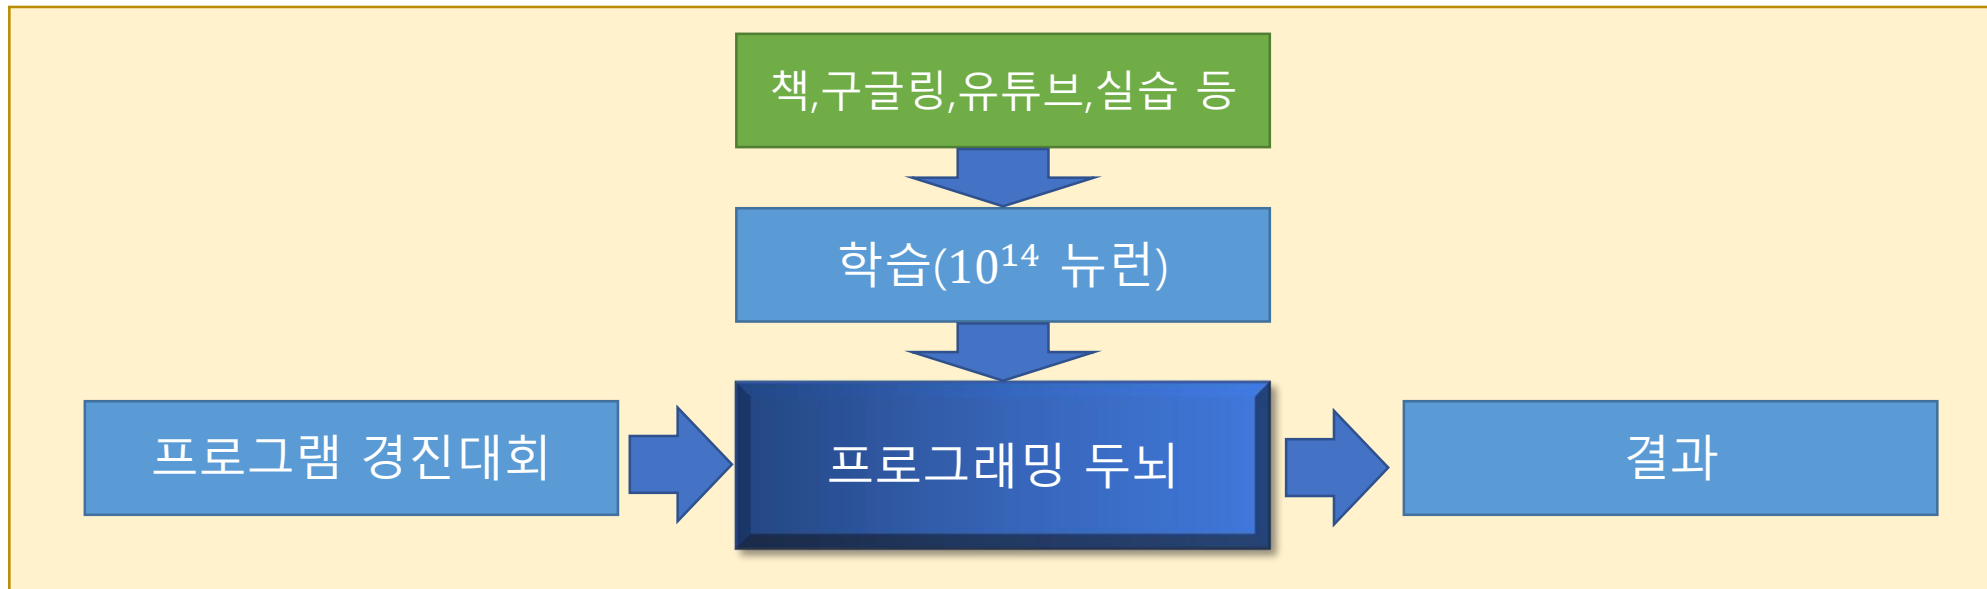 책,구글링,유튜브,실습 등
학습(10¹⁴ 뉴런)
프로그램 경진대회
프로그래밍 두뇌
결과